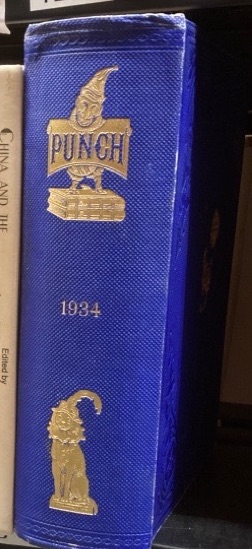 PUNCH
1934
CHINA AND THE
Edited by